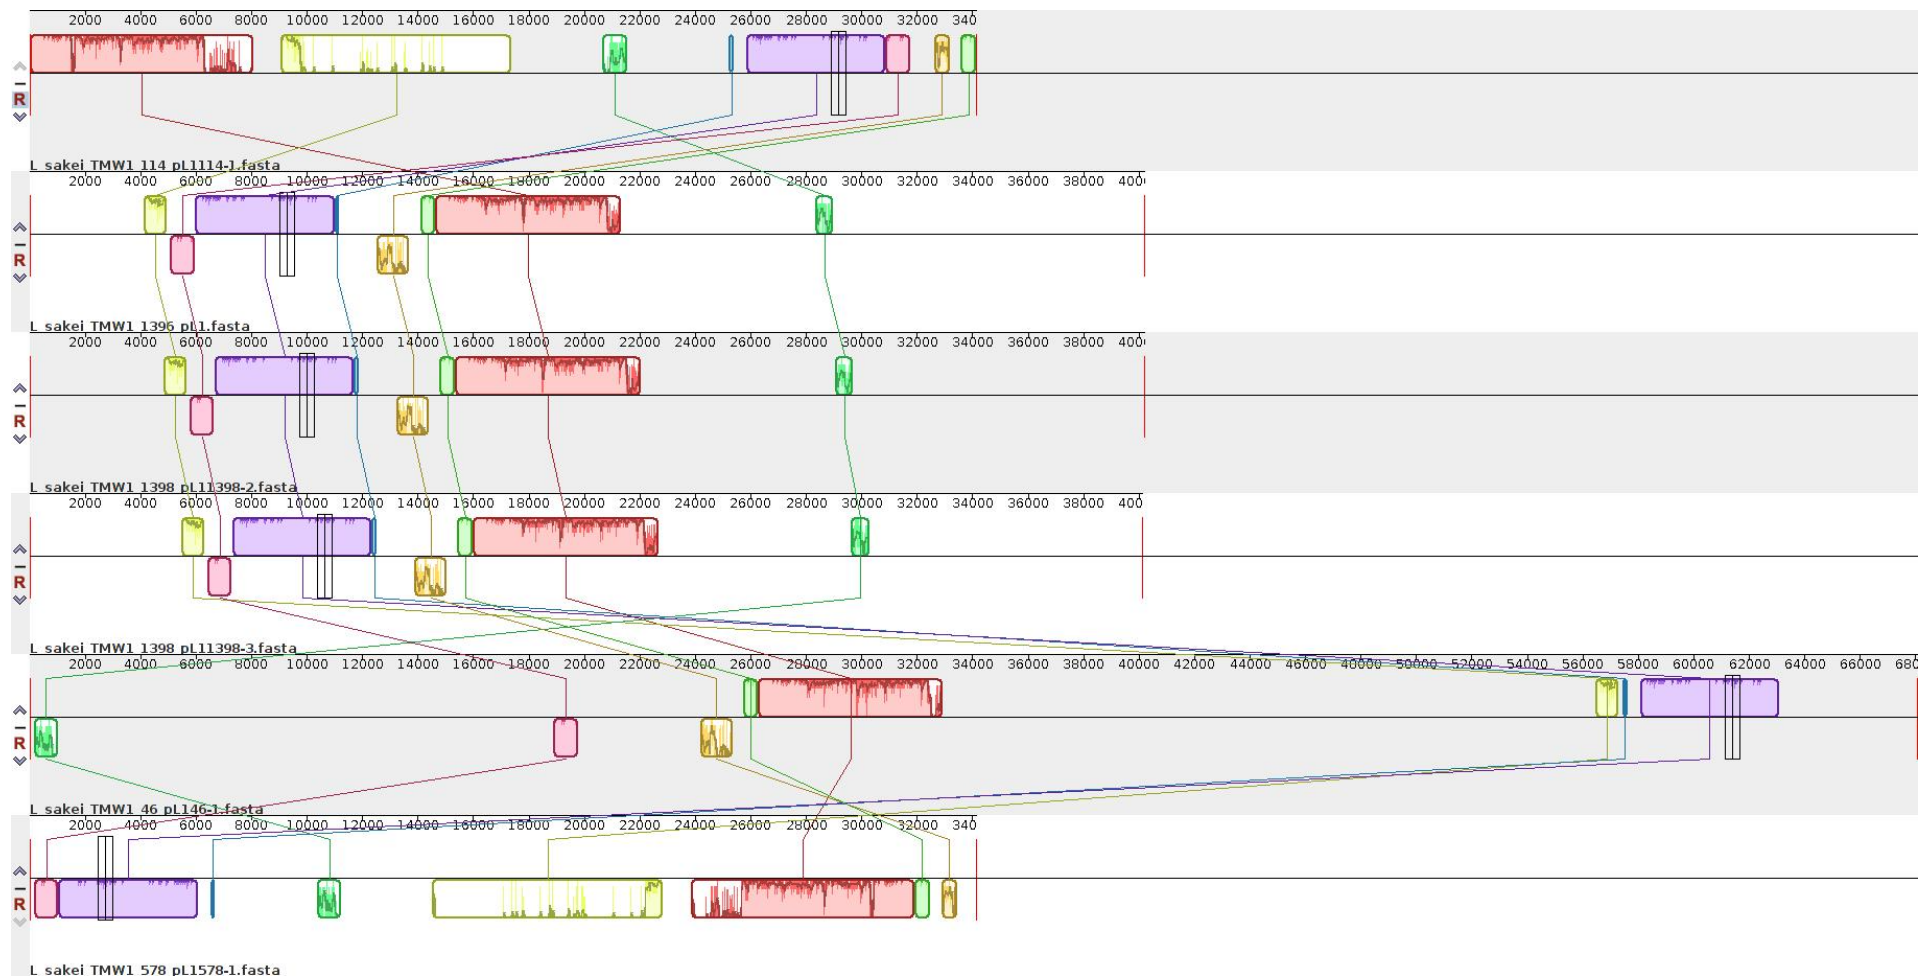 2000 4000 6000 8000 10000 12000 14000 16000 18000 20000 22000 24000 26000 28000 30000 32000 340
R
L sakei TMW1 114 pL1114-1.fasta
2000 4000 6000 8000 10000 12000 14000 16000 18000 20000 22000 24000 26000 28000 30000 32000 34000 36000 38000 400
R
L sakei TMW1 1396 pL1.fasta
2000 4000 6000 8000 10000 12000 14000 16000 18000 20000 22000 24000 26000 28000 30000 32000 34000 36000 38000 400
R
L sakei TMW1 1398 pL11398-2.fasta
2000 4000 6000 8000 10000 12000 14000 16000 18000 20000 22000 24000 26000 28000 30000 32000 34000 36000 38000 400
R
L sakei TMW1 1398 pL11398-3.fasta
2000 4000 6000 8000 10000 12000 14000 16000 18000 20000 22000 24000 26000 28000 30000 32000 34000 36000 38000 40000 42000 44000 46000 48000 50000 52000 54000 56000 58000 60000 62000 64000 66000 680
R
L sakei TMW1 46 pL146-1.fasta
2000 4000 6000 8000 10000 12000 14000 16000 18000 20000 22000 24000 26000 28000 30000 32000 340
R
L sakei TMW1 578 pL1578-1.fasta